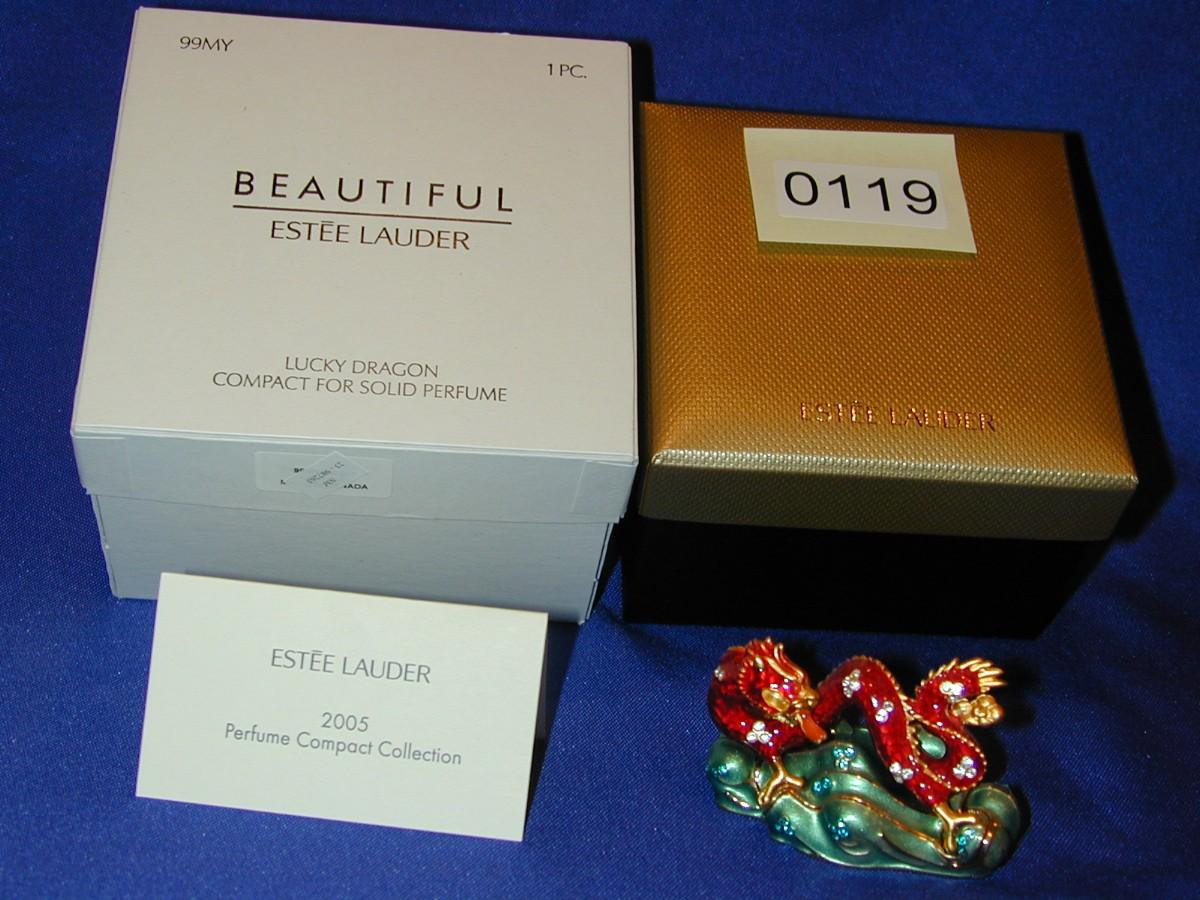 99MY
1 PC.
BEAUTIFUL
ESTĒE LAUDER
LUCKY DRAGON
COMPACT FOR SOLID PERFUME
0119
ESTĒE LAUDER
ESTĒE LAUDER
2005
Perfume Compact Collection